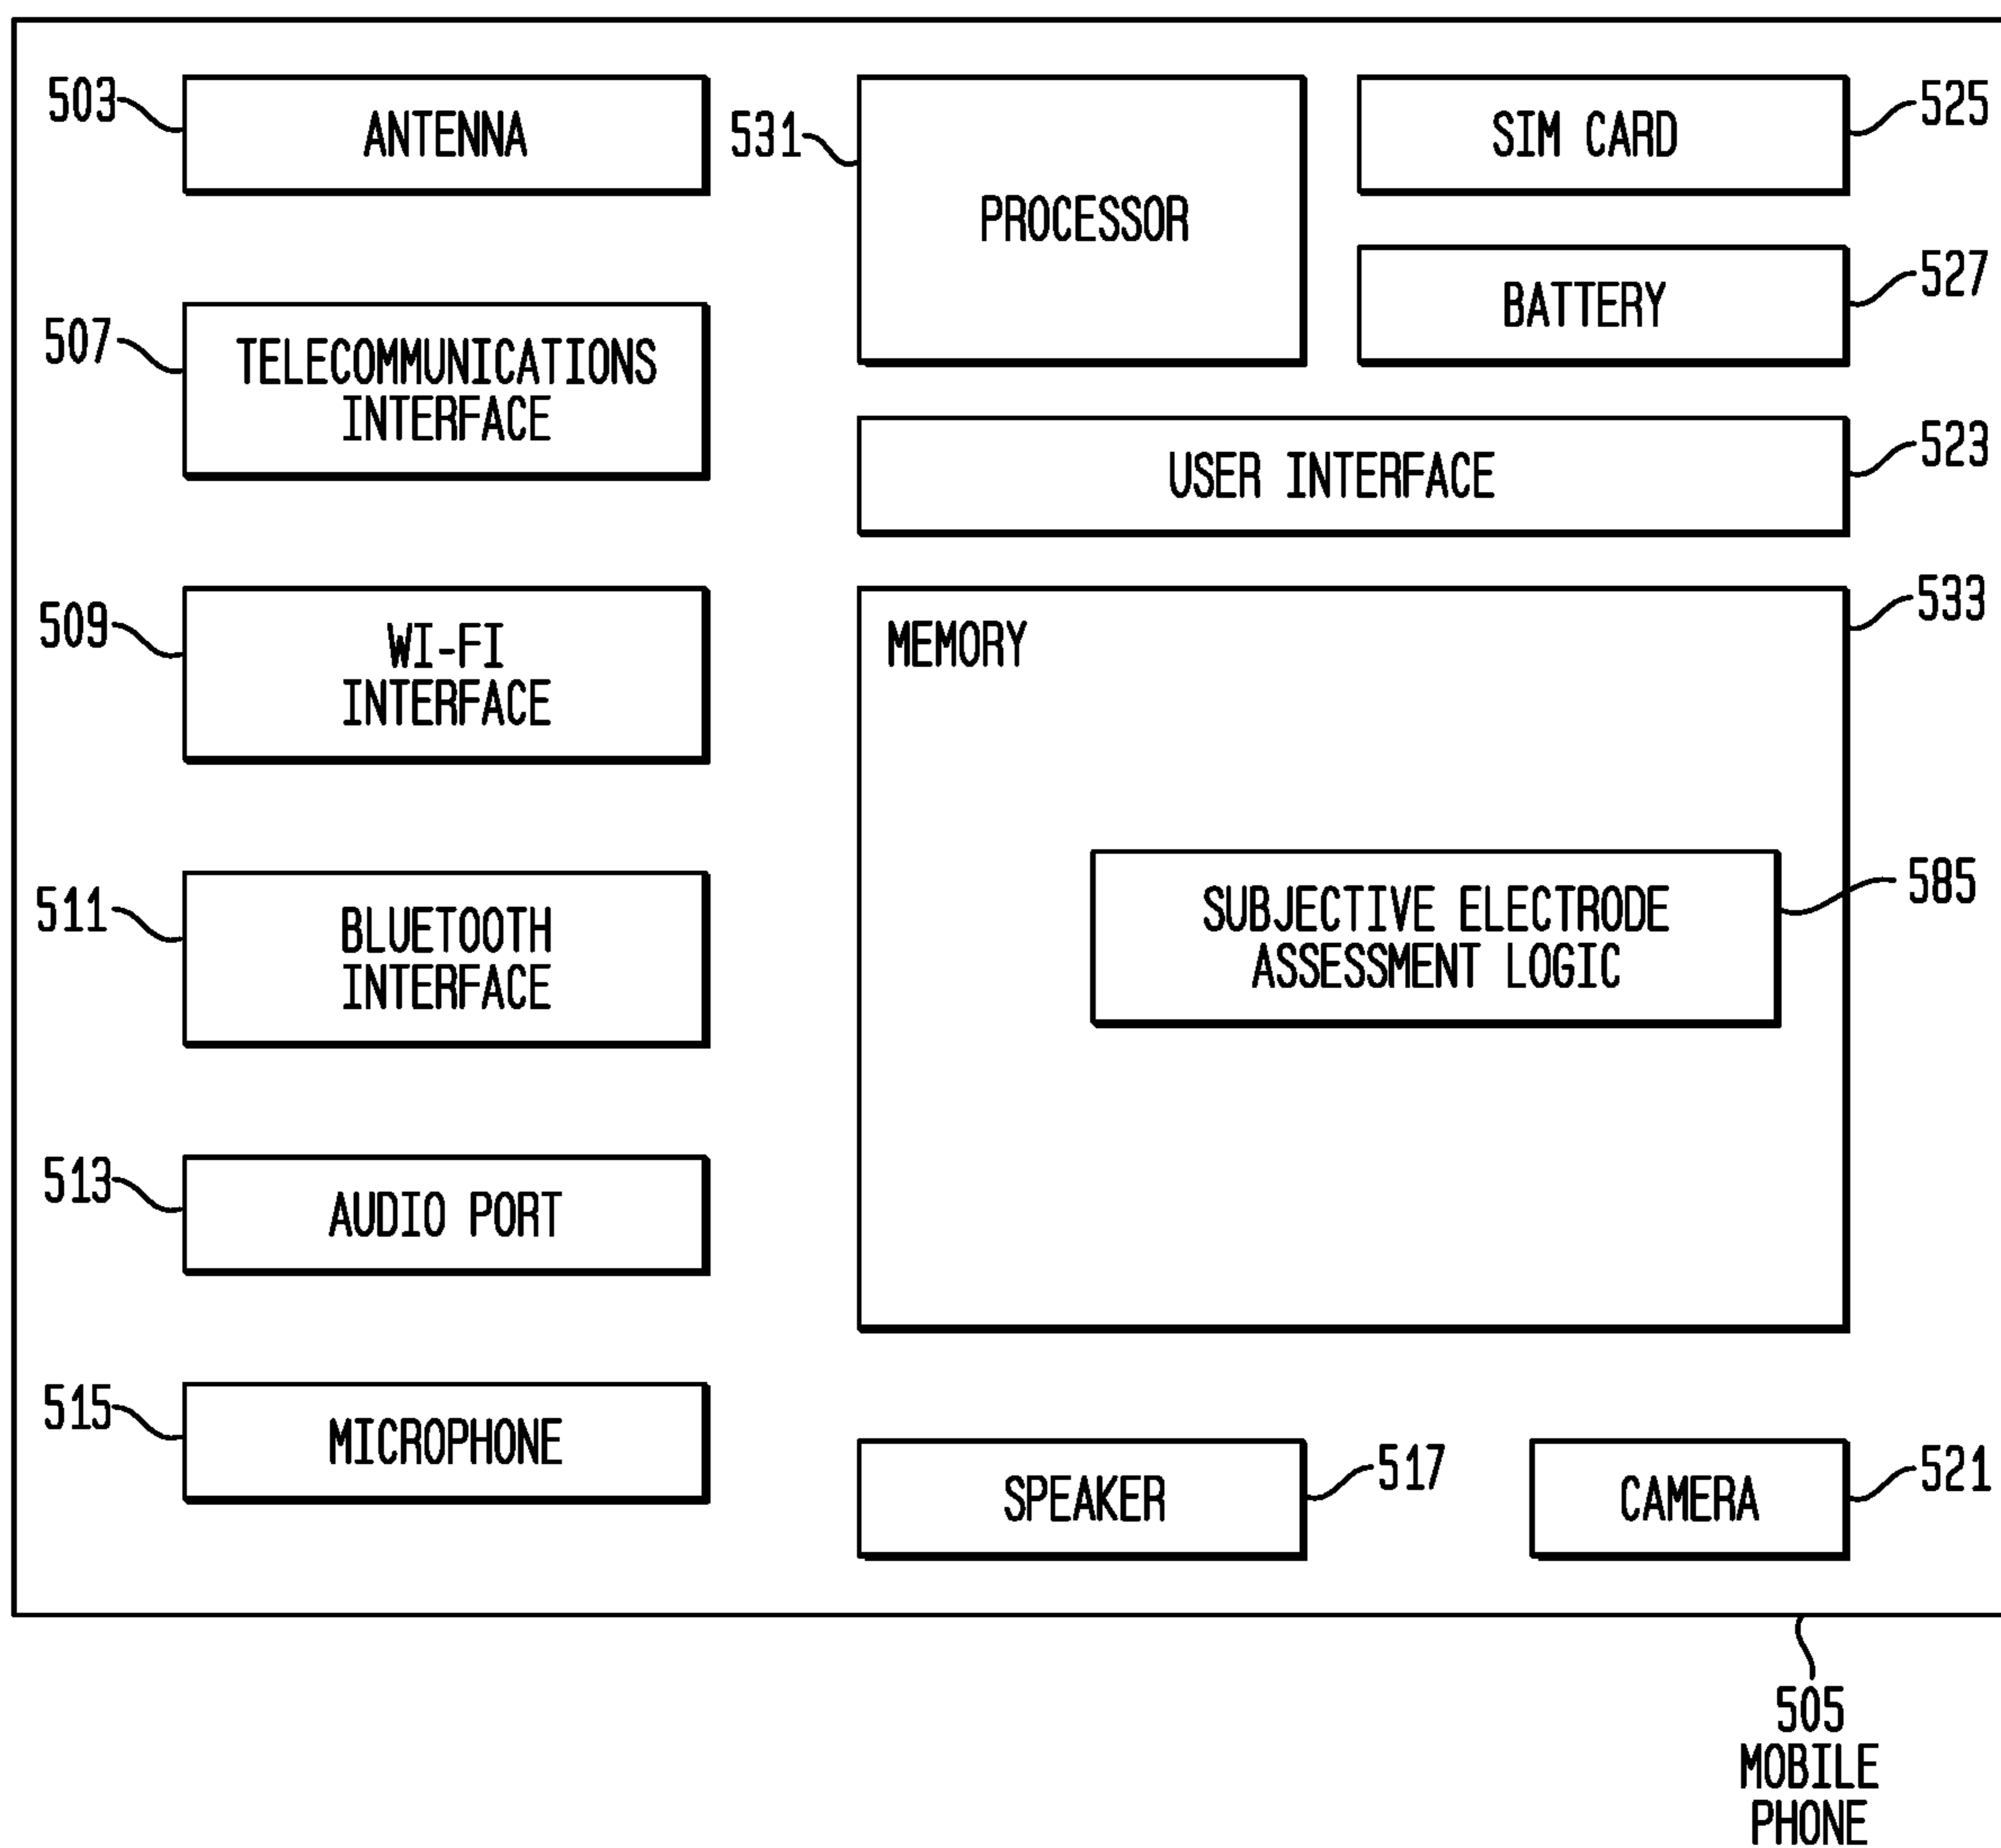 503
ANTENNA
507
TELECOMMUNICATIONS
INTERFACE
509
WI-FI
INTERFACE
511
BLUETOOTH
INTERFACE
513
AUDIO PORT
515
MICROPHONE
531
PROCESSOR
SIM CARD
525
BATTERY
527
USER INTERFACE
523
533
MEMORY
SUBJECTIVE ELECTRODE
ASSESSMENT LOGIC
585
SPEAKER
517
CAMERA
521
505
MOBILE
PHONE